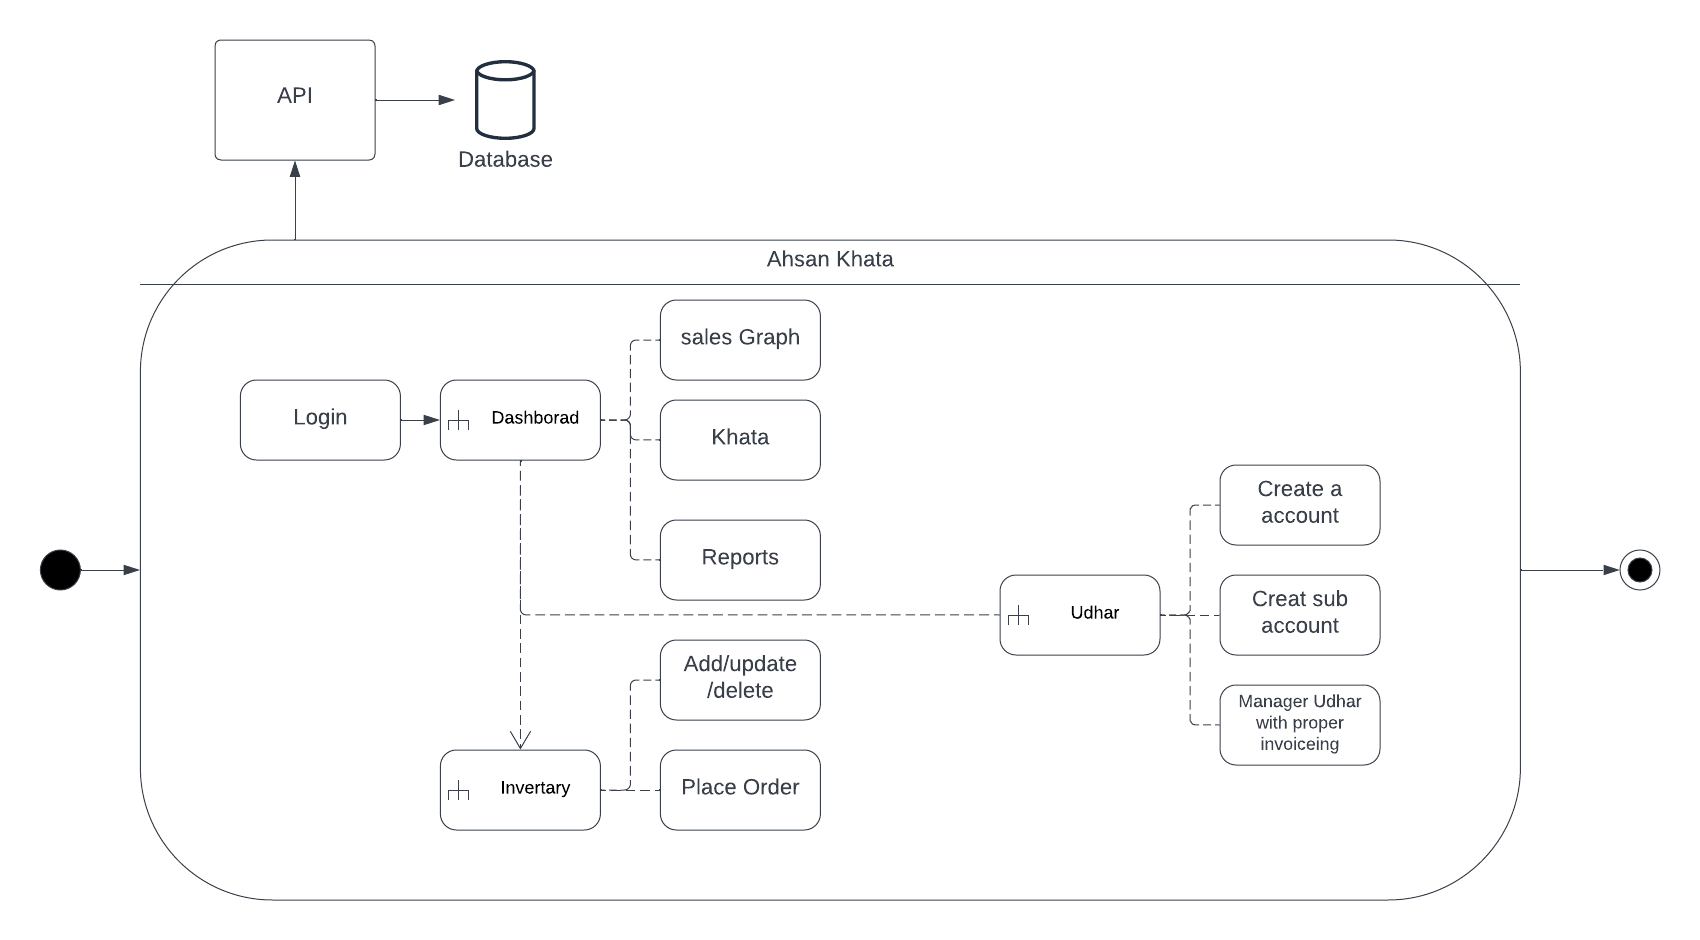 API
Database
Ahsan Khata
sales Graph
Login
Dashborad
Khata
Reports
Create a
account
Udhar
Creat sub
account
Add/update
/delete
Manager Udhar
with proper
invoiceing
Invertary
Place Order